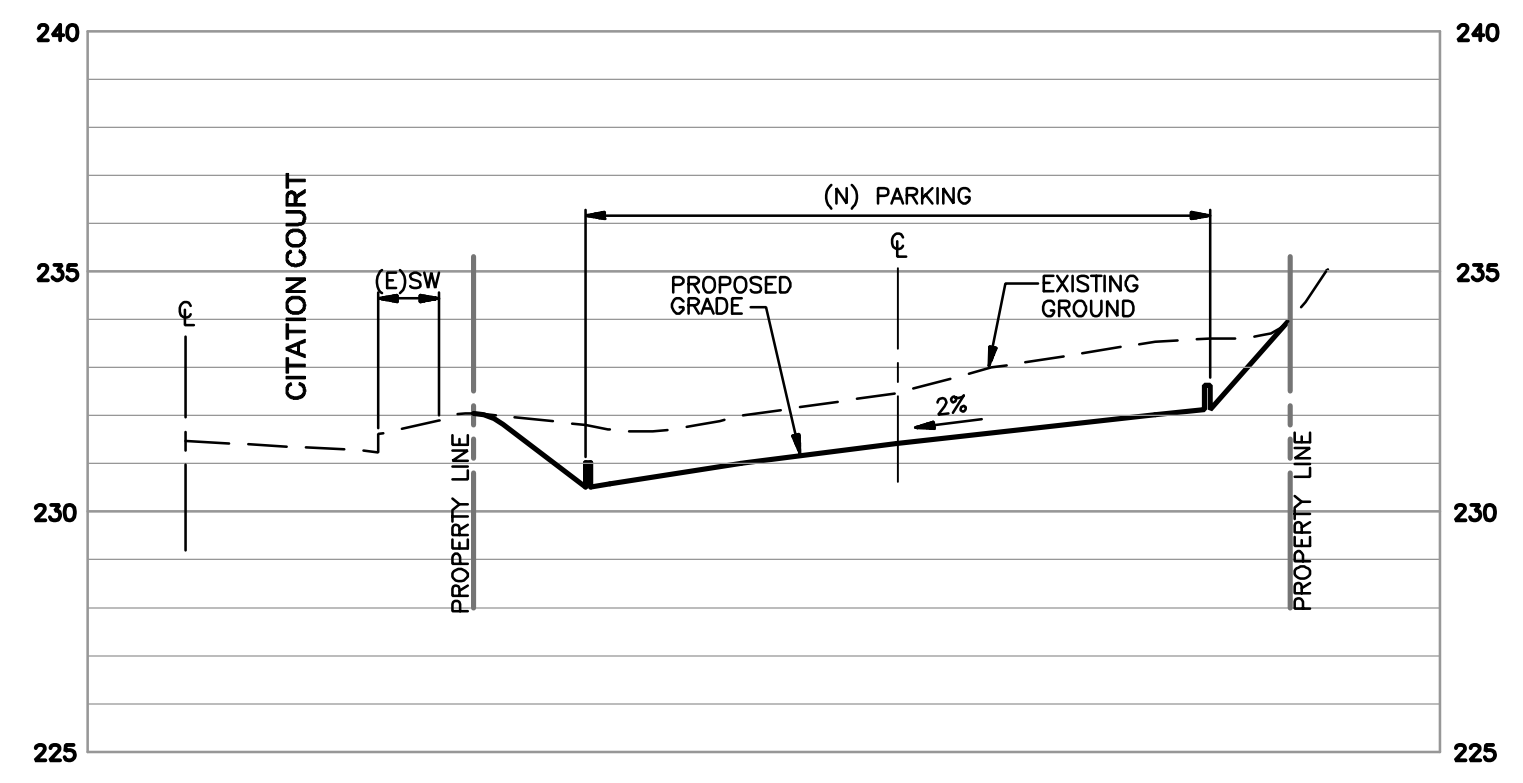 240
240
(N) PARKING
℄
235
235
(E)SW
CITATION COURT
PROPOSED
GRADE
EXISTING
GROUND
℄
2%
PROPERTY LINE
PROPERTY LINE
230
230
225
225